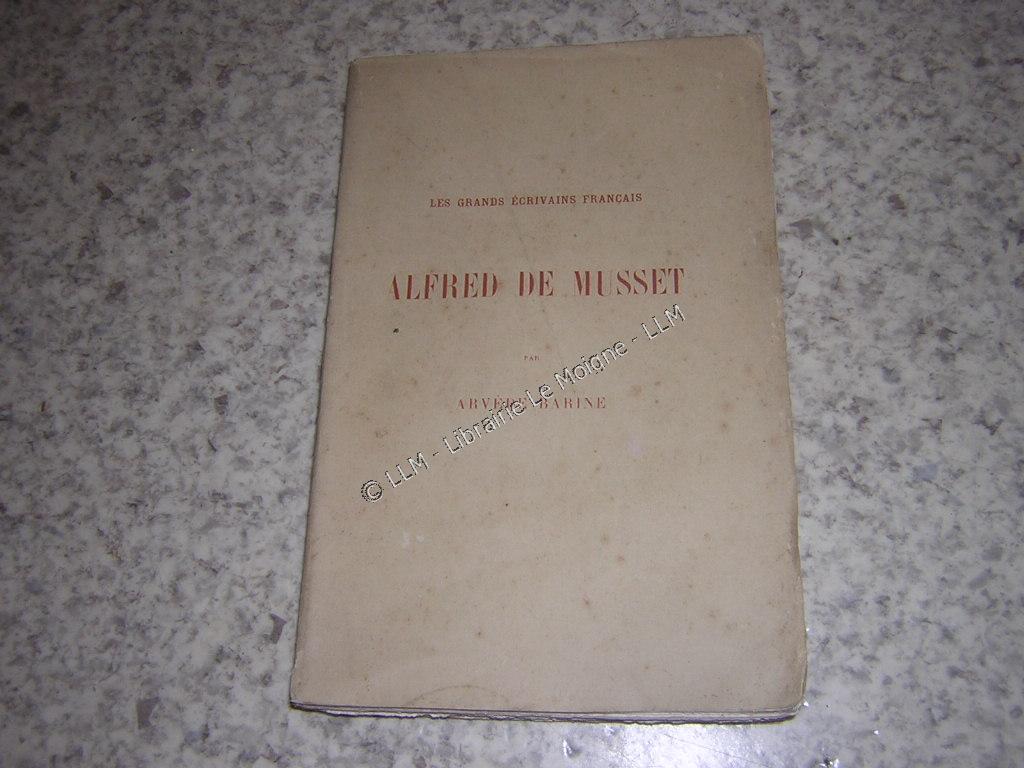 LES GRANDS ÉCRIVAINS FRANÇAIS
ALFRED DE MUSSET
PAR
ARVÈDE BARINE
© LLM - Librairie Le Moigne - LLM